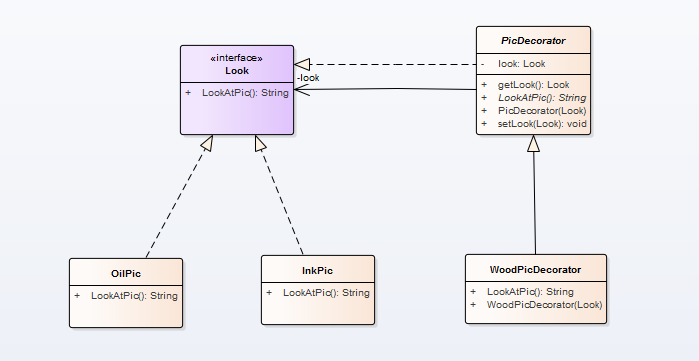 «interface»
Look
+ LookAtPic(): String
-look
PicDecorator
- look: Look
+ getLook(): Look
+ LookAtPic(): String
+ PicDecorator(Look)
+ setLook(Look): void
OilPic
+ LookAtPic(): String
InkPic
+ LookAtPic(): String
WoodPicDecorator
+ LookAtPic(): String
+ WoodPicDecorator(Look)